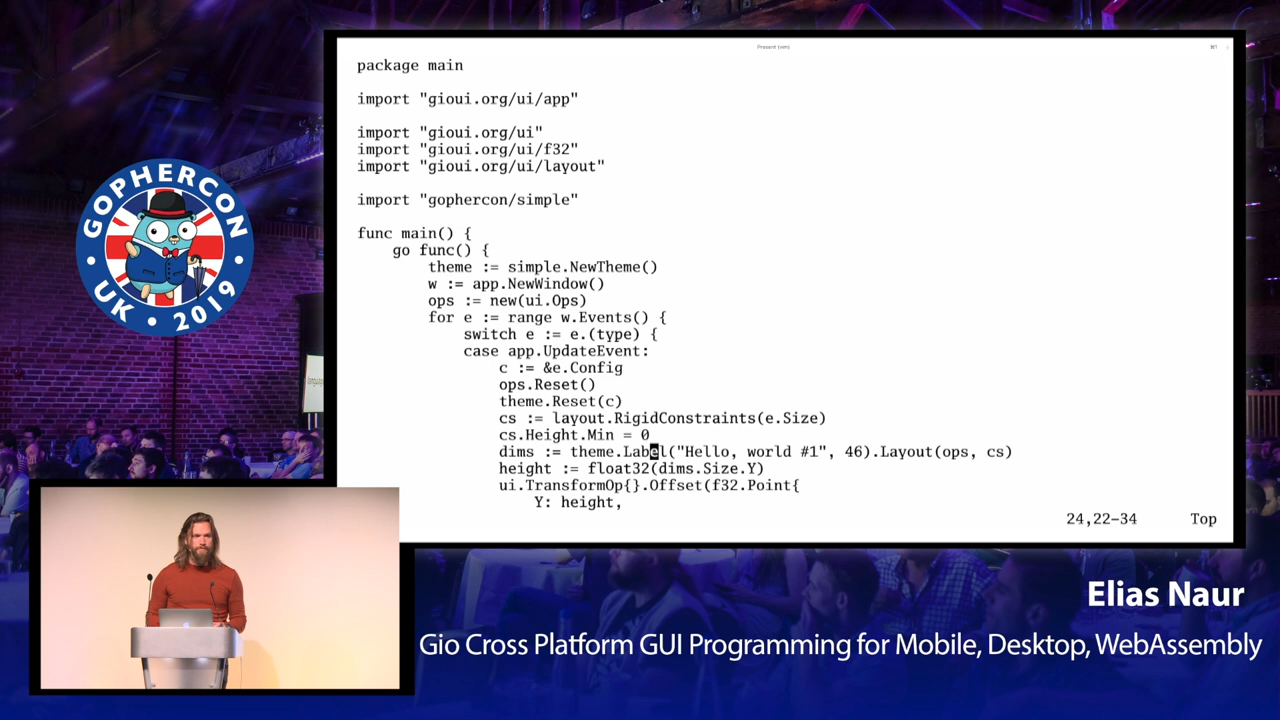 Present (vim)
⌘1
package main
import "gioui.org/ui/app"
import "gioui.org/ui"
import "gioui.org/ui/f32"
import "gioui.org/ui/layout"
import "gophercon/simple"
func main() {
go func() {
theme := simple.NewTheme()
w := app.NewWindow()
ops := new(ui.Ops)
for e := range w.Events() {
switch e := e.(type) {
case app.UpdateEvent:
c := &e.Config
ops.Reset()
theme.Reset(c)
cs := layout.RigidConstraints(e.Size)
cs.Height.Min = 0
dims := theme.Label("Hello, world #1", 46).Layout(ops, cs)
height := float32(dims.Size.Y)
ui.TransformOp{}.Offset(f32.Point{
Y: height,
24,22-34 Top
GOPHERCON
UK • 2019
Elias Naur
Gio Cross Platform GUI Programming for Mobile, Desktop, WebAssembly